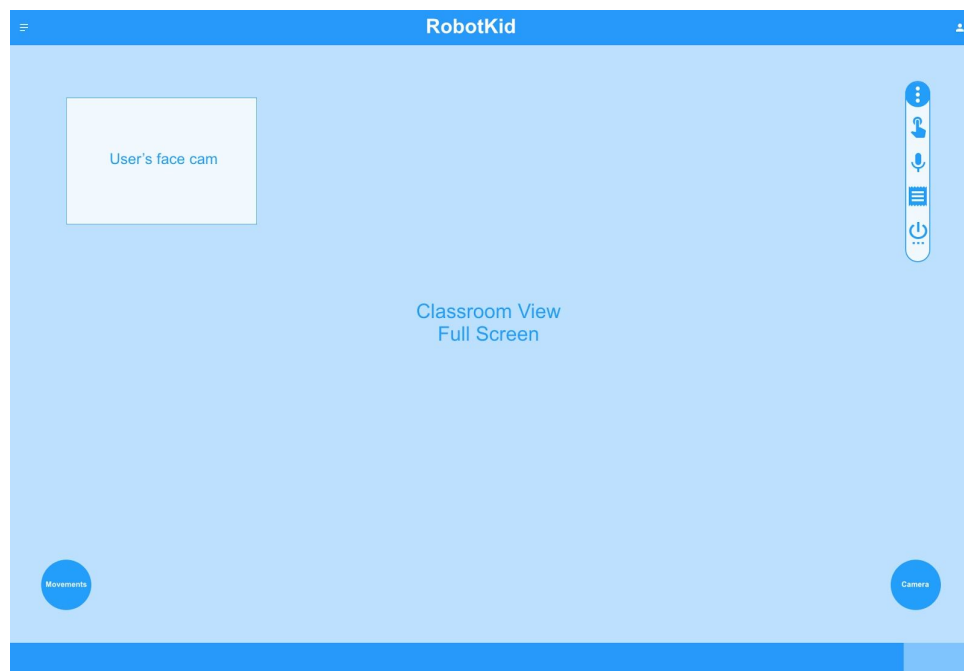 RobotKid
User’s face cam
Classroom View
Full Screen
Movements
Camera